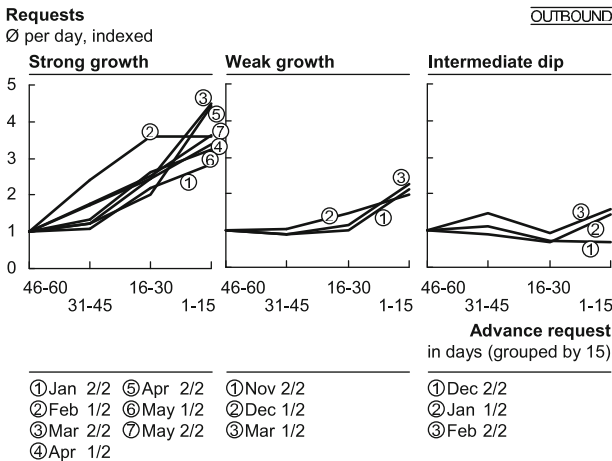 Requests
OUTBOUND
Ø per day, indexed
Strong growth
Weak growth
Intermediate dip
5
4
3
2
1
0
③
⑤
②
⑦
④
⑥
①
③
②
①
③
②
①
46-60 16-30
31-45 1-15
46-60 16-30
31-45 1-15
46-60 16-30
31-45 1-15
Advance request
in days (grouped by 15)
①Jan 2/2 ⑤Apr 2/2
②Feb 1/2 ⑥May 1/2
③Mar 2/2 ⑦May 2/2
④Apr 1/2
①Nov 2/2
②Dec 1/2
③Mar 1/2
①Dec 2/2
②Jan 1/2
③Feb 2/2